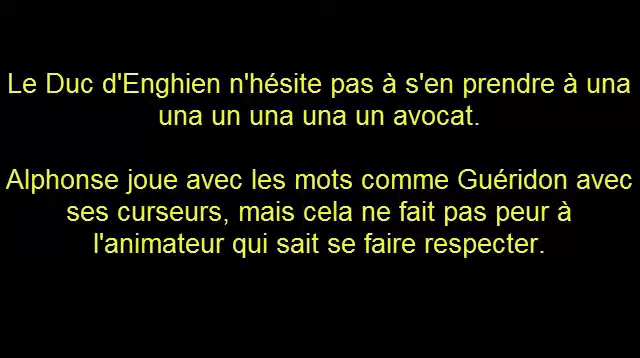 Le Duc d'Enghien n'hésite pas à s'en prendre à una
una un una una un avocat.
Alphonse joue avec les mots comme Guéridon avec
ses curseurs, mais cela ne fait pas peur à
l'animateur qui sait se faire respecter.